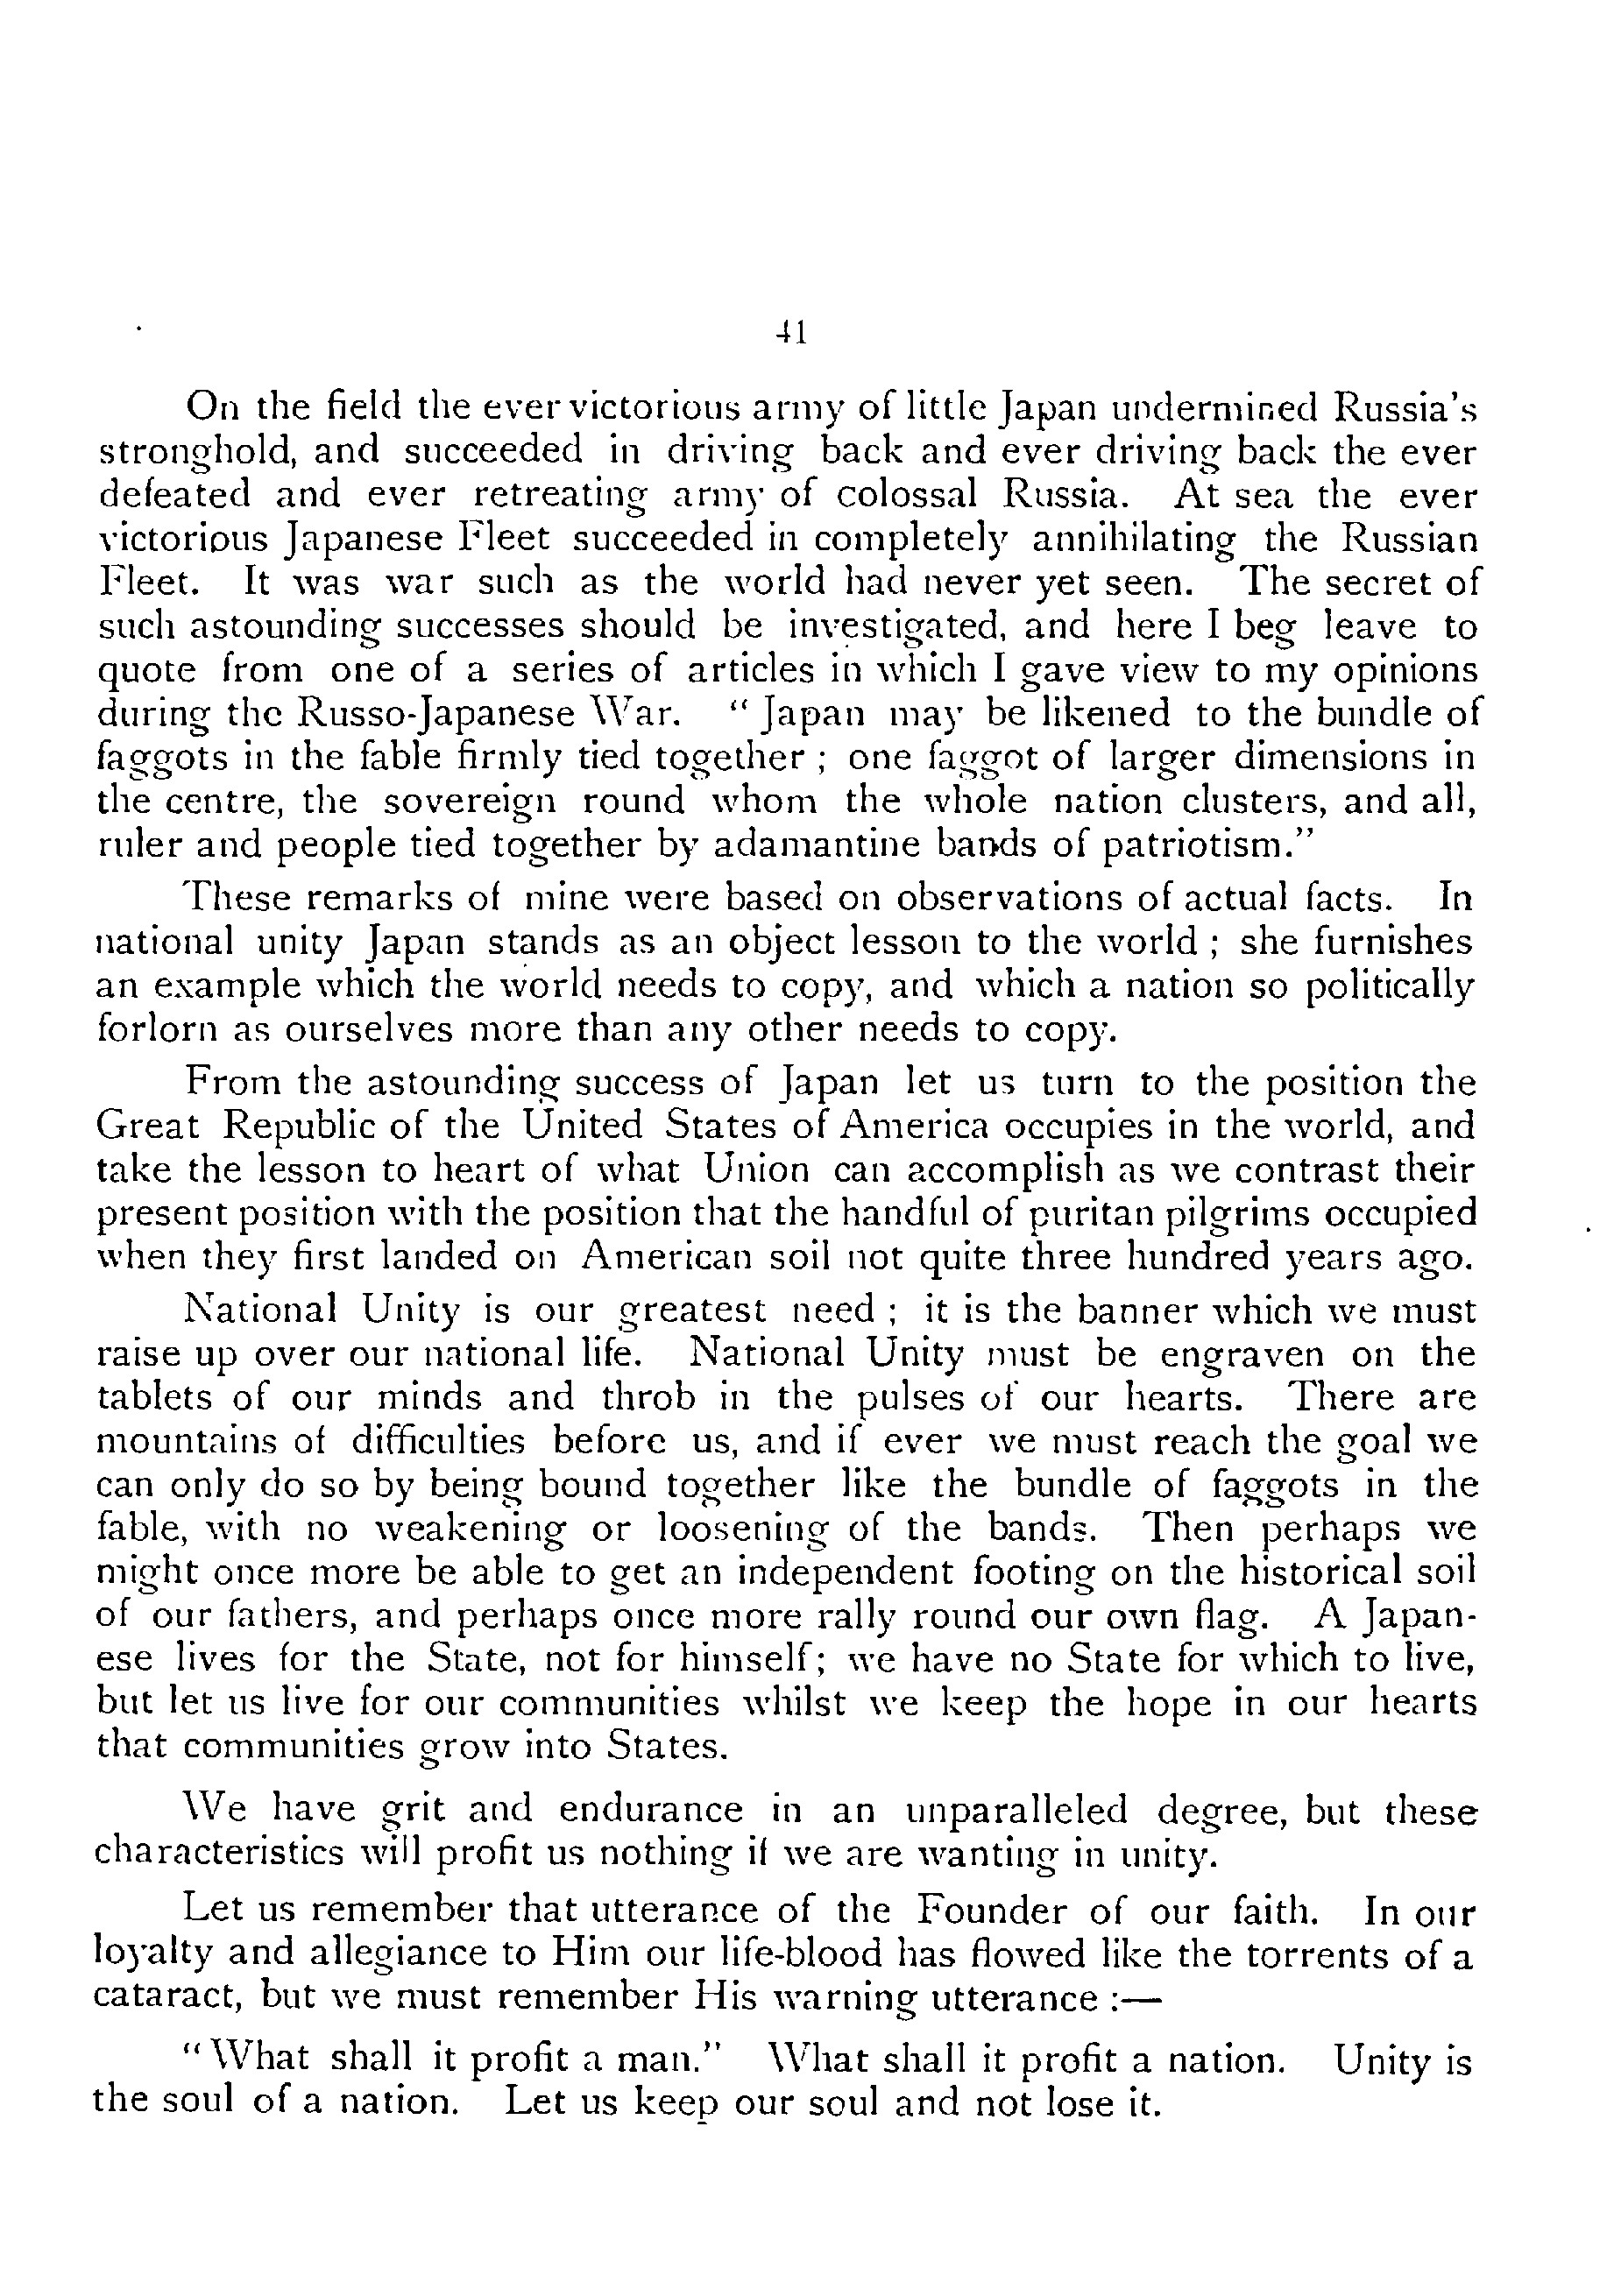 41
On the field the ever victorious army of little Japan undermined Russia's
stronghold, and succeeded in driving back and ever driving back the ever
defeated and ever retreating army of colossal Russia. At sea the ever
victorious Japanese Fleet succeeded in completely annihilating the Russian
Fleet. It was war such as the world had never yet seen. The secret of
such astounding successes should be investigated, and here I beg leave to
quote from one of a series of articles in which I gave view to my opinions
during the Russo-Japanese War. " Japan may be likened to the bundle of
faggots in the fable firmly tied together ; one faggot of larger dimensions in
the centre, the sovereign round whom the whole nation clusters, and all,
ruler and people tied together by adamantine bands of patriotism."
These remarks of mine were based on observations of actual facts. In
national unity Japan stands as an object lesson to the world ; she furnishes
an example which the world needs to copy, and which a nation so politically
forlorn as ourselves more than any other needs to copy.
From the astounding success of Japan let us turn to the position the
Great Republic of the United States of America occupies in the world, and
take the lesson to heart of what Union can accomplish as we contrast their
present position with the position that the handful of puritan pilgrims occupied
when they first landed on American soil not quite three hundred years ago.
National Unity is our greatest need ; it is the banner which we must
raise up over our national life. National Unity must be engraven on the
tablets of our minds and throb in the pulses of our hearts. There are
mountains of difficulties before us, and if ever we must reach the goal we
can only do so by being bound together like the bundle of faggots in the
fable, with no weakening or loosening of the bands. Then perhaps we
might once more be able to get an independent footing on the historical soil
of our fathers, and perhaps once more rally round our own flag. A Japan-
ese lives for the State, not for himself; we have no State for which to live,
but let us live for our communities whilst we keep the hope in our hearts
that communities grow into States.
We have grit and endurance in an unparalleled degree, but these
characteristics will profit us nothing if we are wanting in unity.
Let us remember that utterance of the Founder of our faith. In our
loyalty and allegiance to Him our life-blood has flowed like the torrents of a
cataract, but we must remember His warning utterance :—
" What shall it profit a man." What shall it profit a nation. Unity is
the soul of a nation. Let us keep our soul and not lose it.